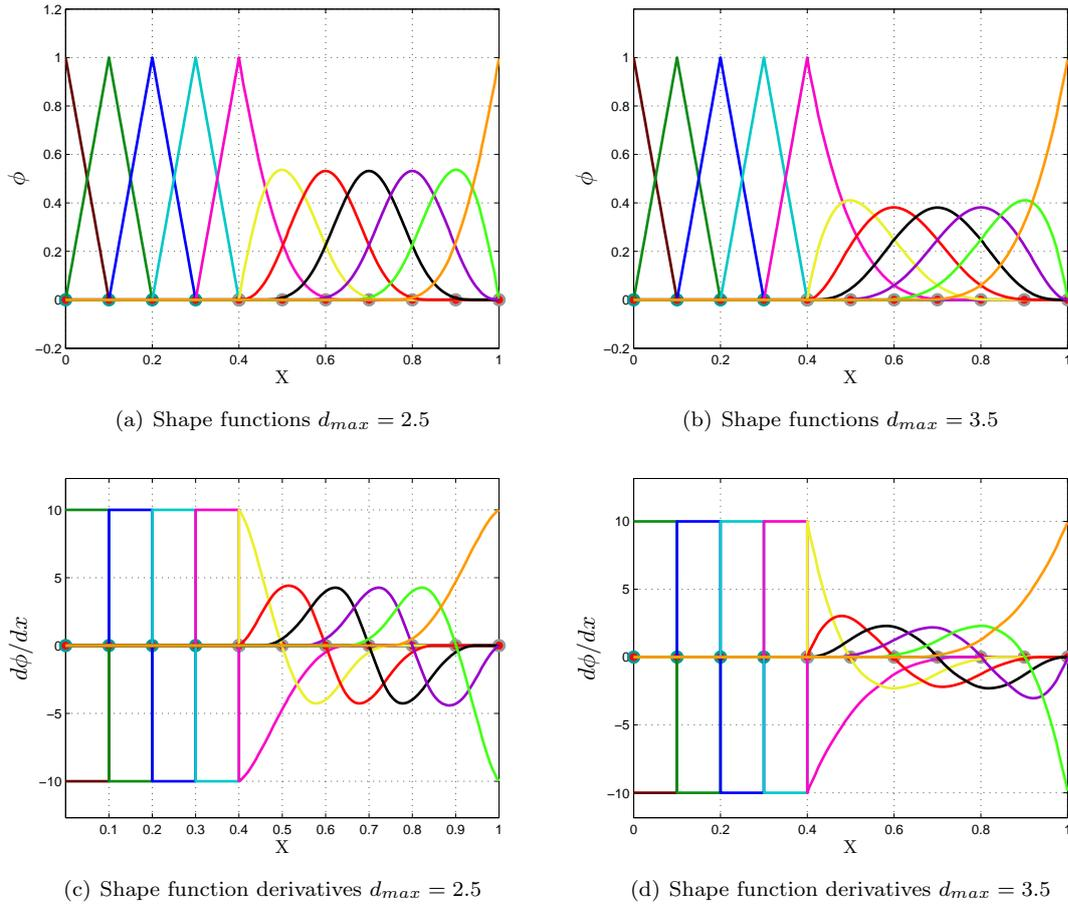 1.2
1
0.8
0.6
0.4
0.2
0
−0.2
ϕ
0 0.2 0.4 0.6 0.8 1
X
(a) Shape functions dmax = 2.5
1
0.8
0.6
0.4
0.2
0
−0.2
ϕ
0 0.2 0.4 0.6 0.8 1
X
(b) Shape functions dmax = 3.5
10
5
0
−5
−10
dϕ/dx
0.1 0.2 0.3 0.4 0.5 0.6 0.7 0.8 0.9 1
X
(c) Shape function derivatives dmax = 2.5
10
5
0
−5
−10
dϕ/dx
0 0.2 0.4 0.6 0.8 1
X
(d) Shape function derivatives dmax = 3.5